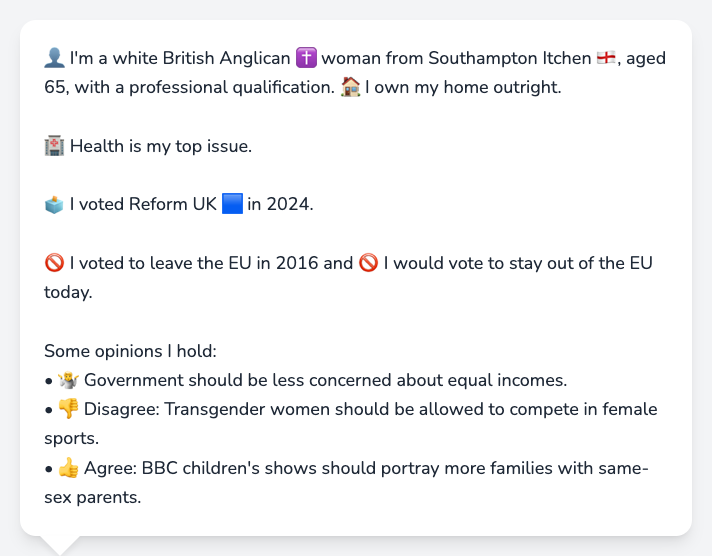 👤 I'm a white British Anglican ✝️ woman from Southampton Itchen 🏴󠁧󠁢󠁥󠁮󠁧󠁿, aged
65, with a professional qualification. 🏠 I own my home outright.
🏥 Health is my top issue.
🗳️ I voted Reform UK 🟦 in 2024.
🚫 I voted to leave the EU in 2016 and 🚫 I would vote to stay out of the EU
today.
Some opinions I hold:
• 🤷 Government should be less concerned about equal incomes.
• 👎 Disagree: Transgender women should be allowed to compete in female
sports.
• 👍 Agree: BBC children's shows should portray more families with same-
sex parents.